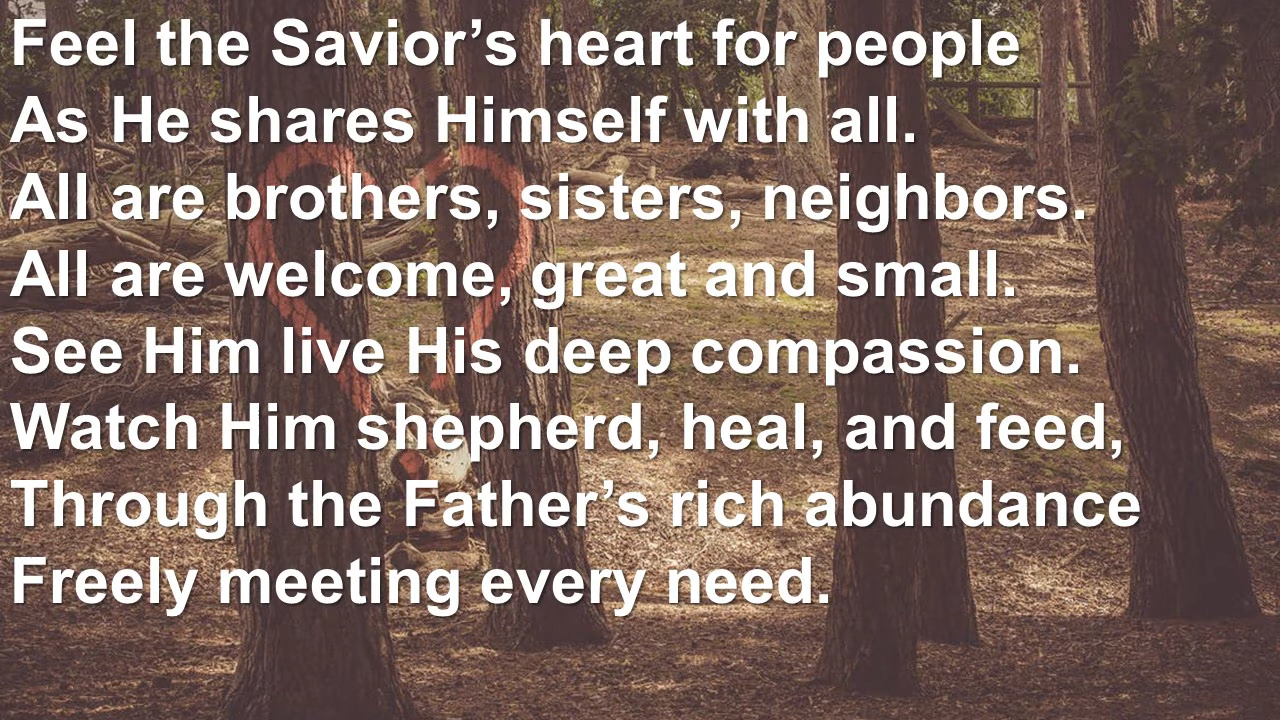 Feel the Savior’s heart for people
As He shares Himself with all.
All are brothers, sisters, neighbors.
All are welcome, great and small.
See Him live His deep compassion.
Watch Him shepherd, heal, and feed,
Through the Father’s rich abundance
Freely meeting every need.